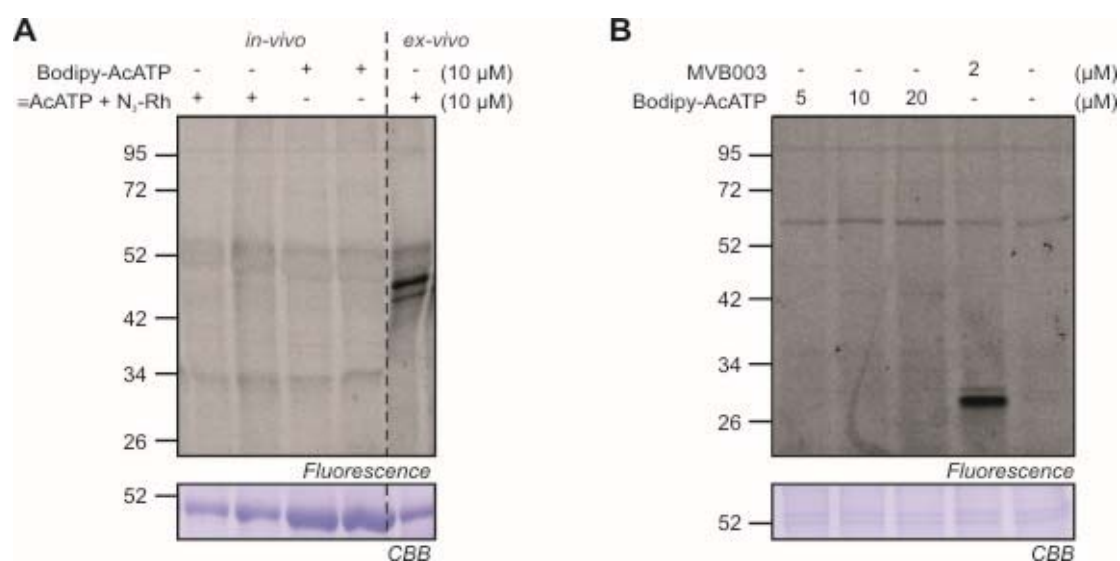 A
in-vivo ex-vivo
Bodipy-AcATP - - + + - (10 µM)
=AcATP + N3-Rh + + - - + (10 µM)
95
72
52
42
34
26
Fluorescence
52
CBB
B
MVB003 - - - 2 - (µM)
Bodipy-AcATP 5 10 20 - - (µM)
95
72
52
42
34
26
Fluorescence
52
CBB